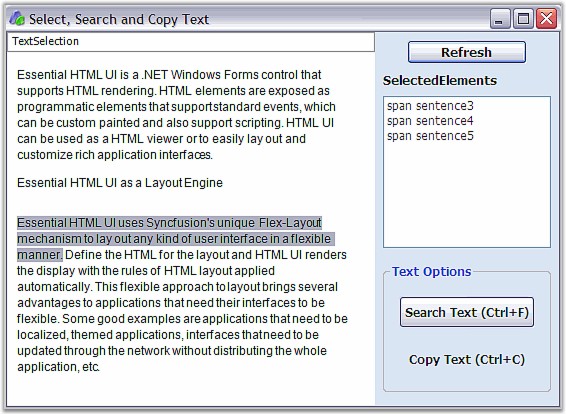 Select, Search and Copy Text
TextSelection
Essential HTML UI is a .NET Windows Forms control that
supports HTML rendering. HTML elements are exposed as
programmatic elements that support standard events, which
can be custom painted and also support scripting. HTML UI
can be used as a HTML viewer or to easily lay out and
customize rich application interfaces.
Essential HTML UI as a Layout Engine
Essential HTML UI uses Syncfusion's unique Flex-Layout
mechanism to lay out any kind of user interface in a flexible
manner. Define the HTML for the layout and HTML UI renders
the display with the rules of HTML layout applied
automatically. This flexible approach to layout brings several
advantages to applications that need their interfaces to be
flexible. Some good examples are applications that need to be
localized, themed applications, interfaces that need to be
updated through the network without distributing the whole
application, etc.
Refresh
SelectedElements
span sentence3
span sentence4
span sentence5
Text Options
Search Text (Ctrl+F)
Copy Text (Ctrl+C)